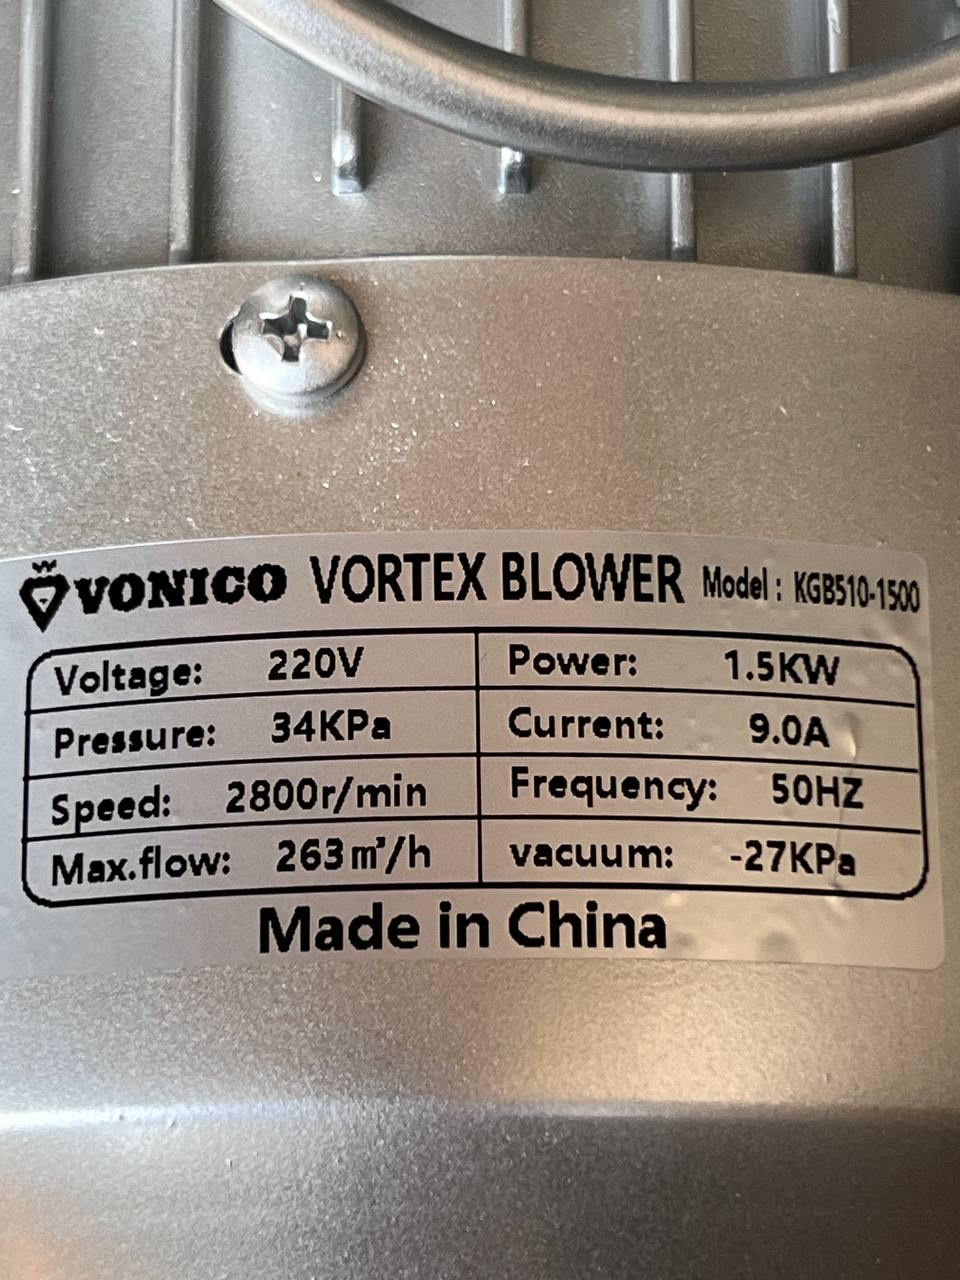 VONICO VORTEX BLOWER Model : KGB510-1500
Voltage: 220V Power: 1.5KW
Pressure: 34KPa Current: 9.0A
Speed: 2800r/min Frequency: 50HZ
Max.flow: 263m³/h vacuum: -27KPa
Made in China